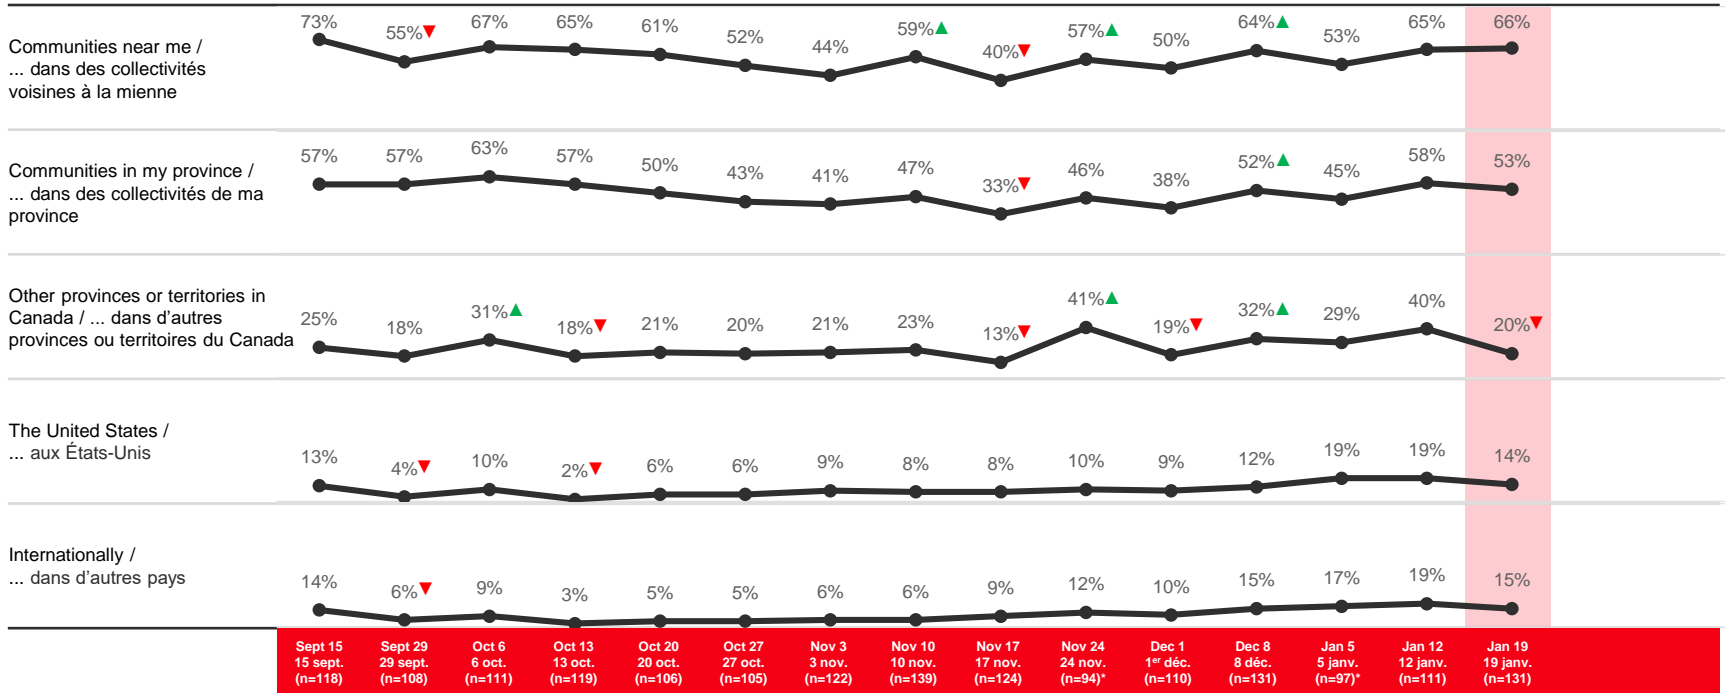 Communities near me /
... dans des collectivités
voisines à la mienne
73% 55%▼ 67% 65% 61% 52% 44% 59%▲ 40%▼ 57%▲ 50% 64%▲ 53% 65% 66%
Communities in my province /
... dans des collectivités de ma
province
57% 57% 63% 57% 50% 43% 41% 47% 33%▼ 46% 38% 52%▲ 45% 58% 53%
Other provinces or territories in
Canada / ... dans d'autres
provinces ou territoires du Canada
25% 18% 31%▲ 18%▼ 21% 20% 21% 23% 13%▼ 41%▲ 19%▼ 32%▲ 29% 40% 20%▼
The United States /
... aux États-Unis
13% 4%▼ 10% 2%▼ 6% 6% 9% 8% 8% 10% 9% 12% 19% 19% 14%
Internationally /
... dans d'autres pays
14% 6%▼ 9% 3% 5% 5% 6% 6% 9% 12% 10% 15% 17% 19% 15%
Sept 15 Sept 29 Oct 6 Oct 13 Oct 20 Oct 27 Nov 3 Nov 10 Nov 17 Nov 24 Dec 1 Dec 8 Jan 5 Jan 12 Jan 19
15 sept. 29 sept. 6 oct. 13 oct. 20 oct. 27 oct. 3 nov. 10 nov. 17 nov. 24 nov. 1er déc. 8 déc. 5 janv. 12 janv. 19 janv.
(n=118) (n=108) (n=111) (n=119) (n=106) (n=105) (n=122) (n=139) (n=124) (n=94)* (n=110) (n=131) (n=97)* (n=111) (n=131)